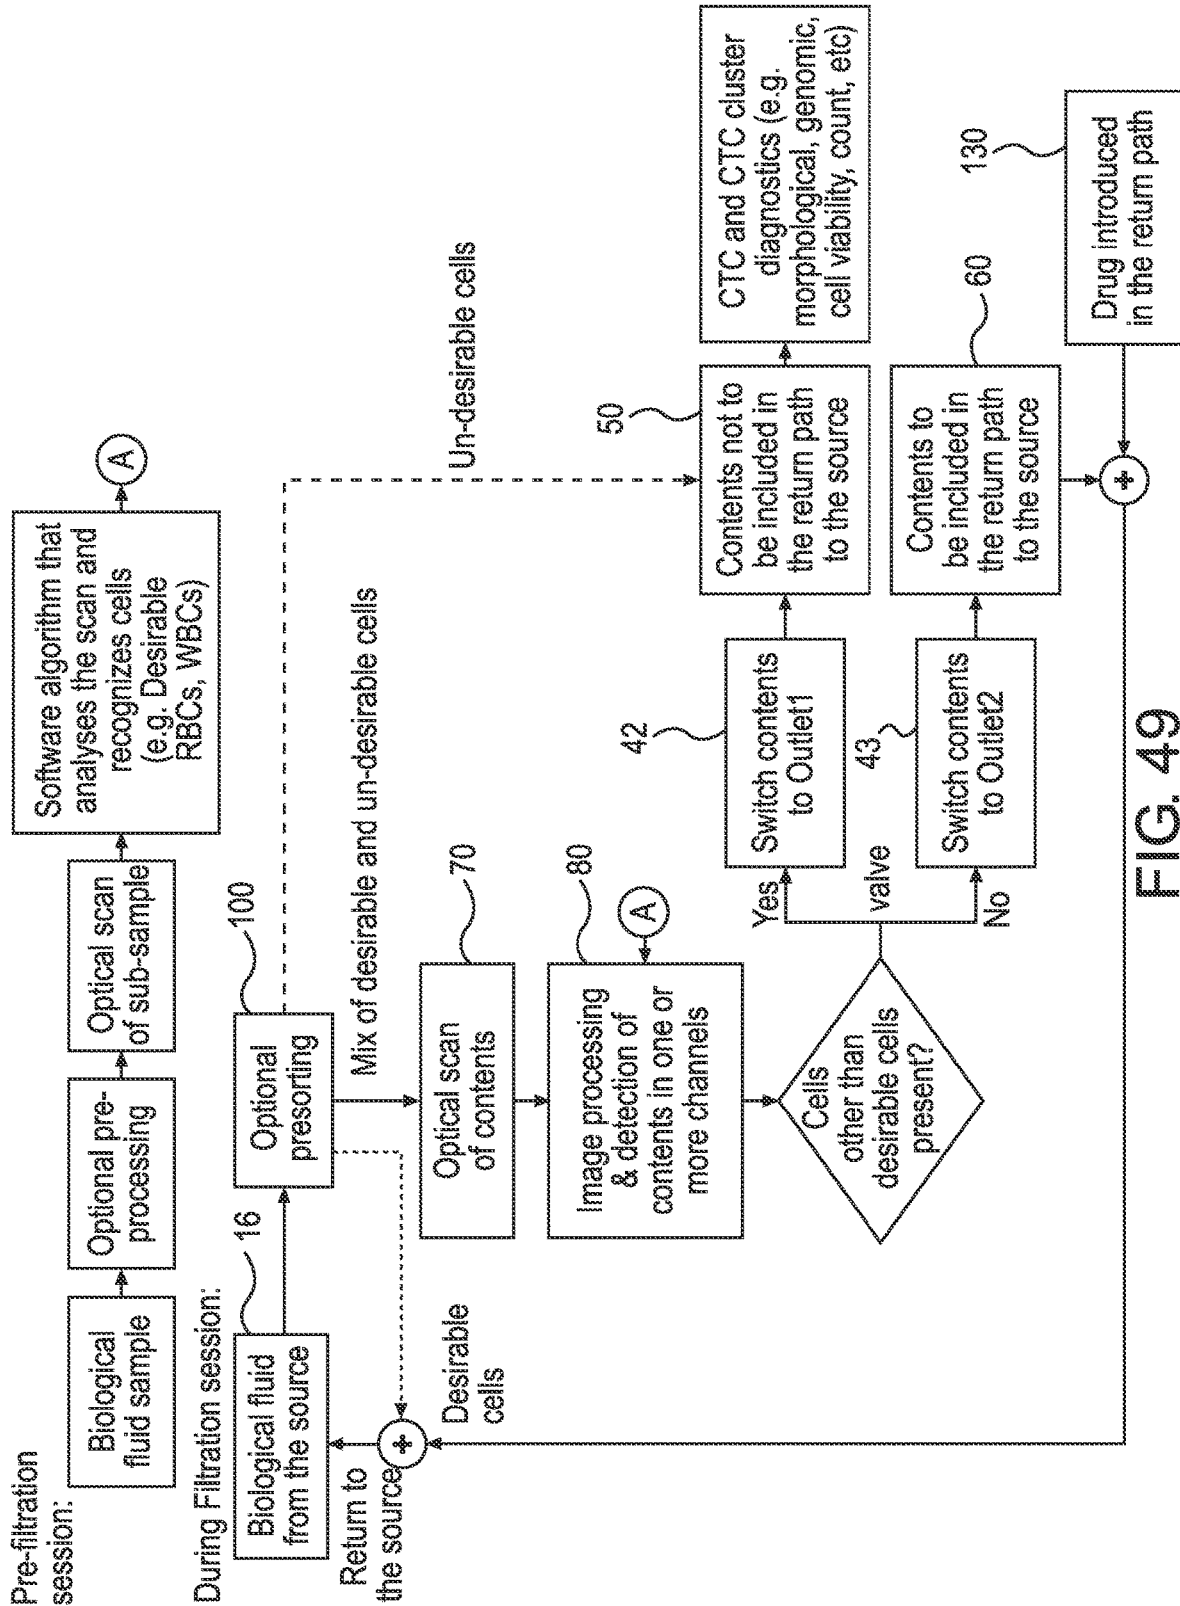 Pre-filtration
session:
Biological
fluid sample
Optional pre-
processing
Optical scan
of sub-sample
Software algorithm that
analyses the scan and
recognizes cells
(e.g. Desirable
RBCs, WBCs)
A
During Filtration session:
16
Biological fluid
from the source
100
Optional
presorting
Return to
the source
+
Desirable
cells
Mix of desirable and un-desirable cells
Un-desirable cells
70
Optical scan
of contents
80
Image processing
& detection of
contents in one or
more channels
A
Cells
other than
desirable cells
present?
Yes
valve
No
42
Switch contents
to Outlet1
43
Switch contents
to Outlet2
50
Contents not to
be included in
the return path
to the source
CTC and CTC cluster
diagnostics (e.g.
morphological, genomic,
cell viability, count, etc)
60
Contents to
be included in
the return path
to the source
130
Drug introduced
in the return path
+
FIG. 49